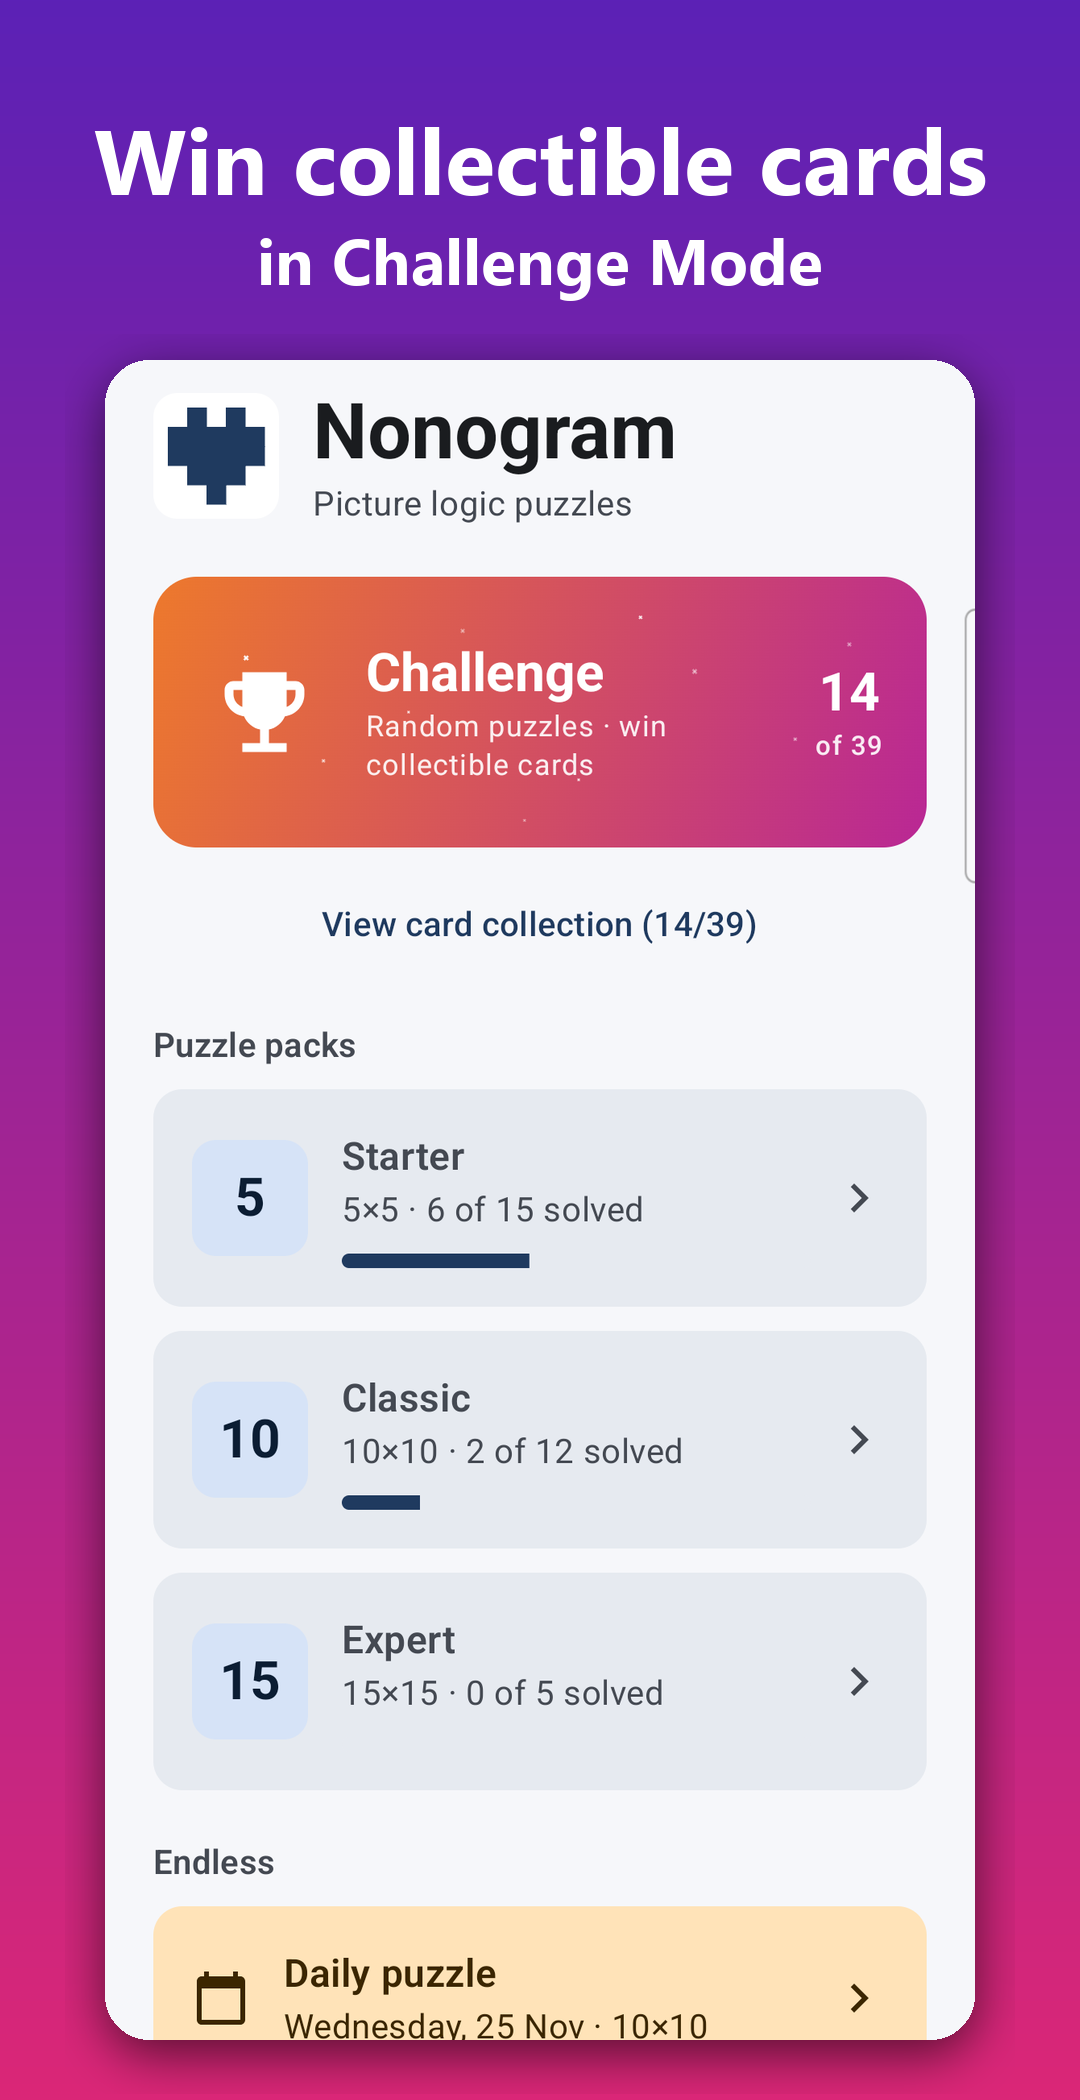 Win collectible cards
in Challenge Mode
Nonogram
Picture logic puzzles
Challenge
Random puzzles · win
collectible cards
14
of 39
View card collection (14/39)
Puzzle packs
5
Starter
5×5 · 6 of 15 solved
10
Classic
10×10 · 2 of 12 solved
15
Expert
15×15 · 0 of 5 solved
Endless
Daily puzzle
Wednesday, 25 Nov · 10×10